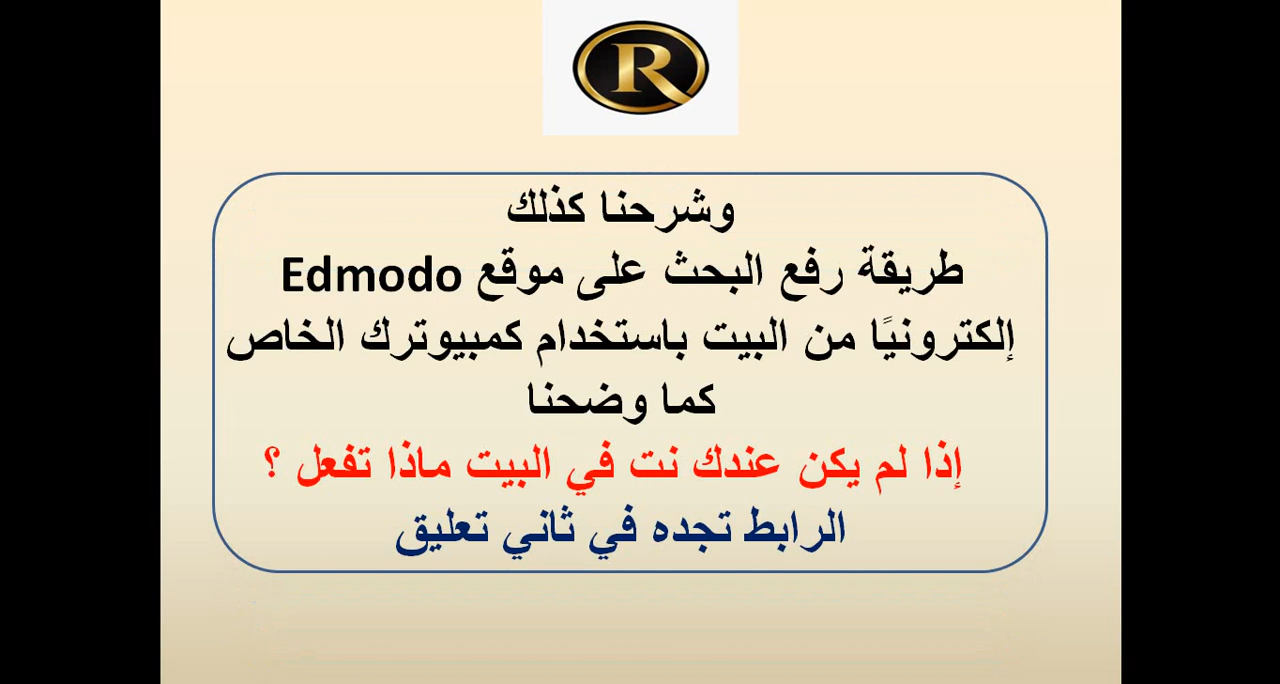 R
وشرحنا كذلك
طريقة رفع البحث على موقع Edmodo
إلكترونيًا من البيت باستخدام كمبيوترك الخاص
كما وضحنا
إذا لم يكن عندك نت في البيت ماذا تفعل ؟
الرابط تجده في ثاني تعليق